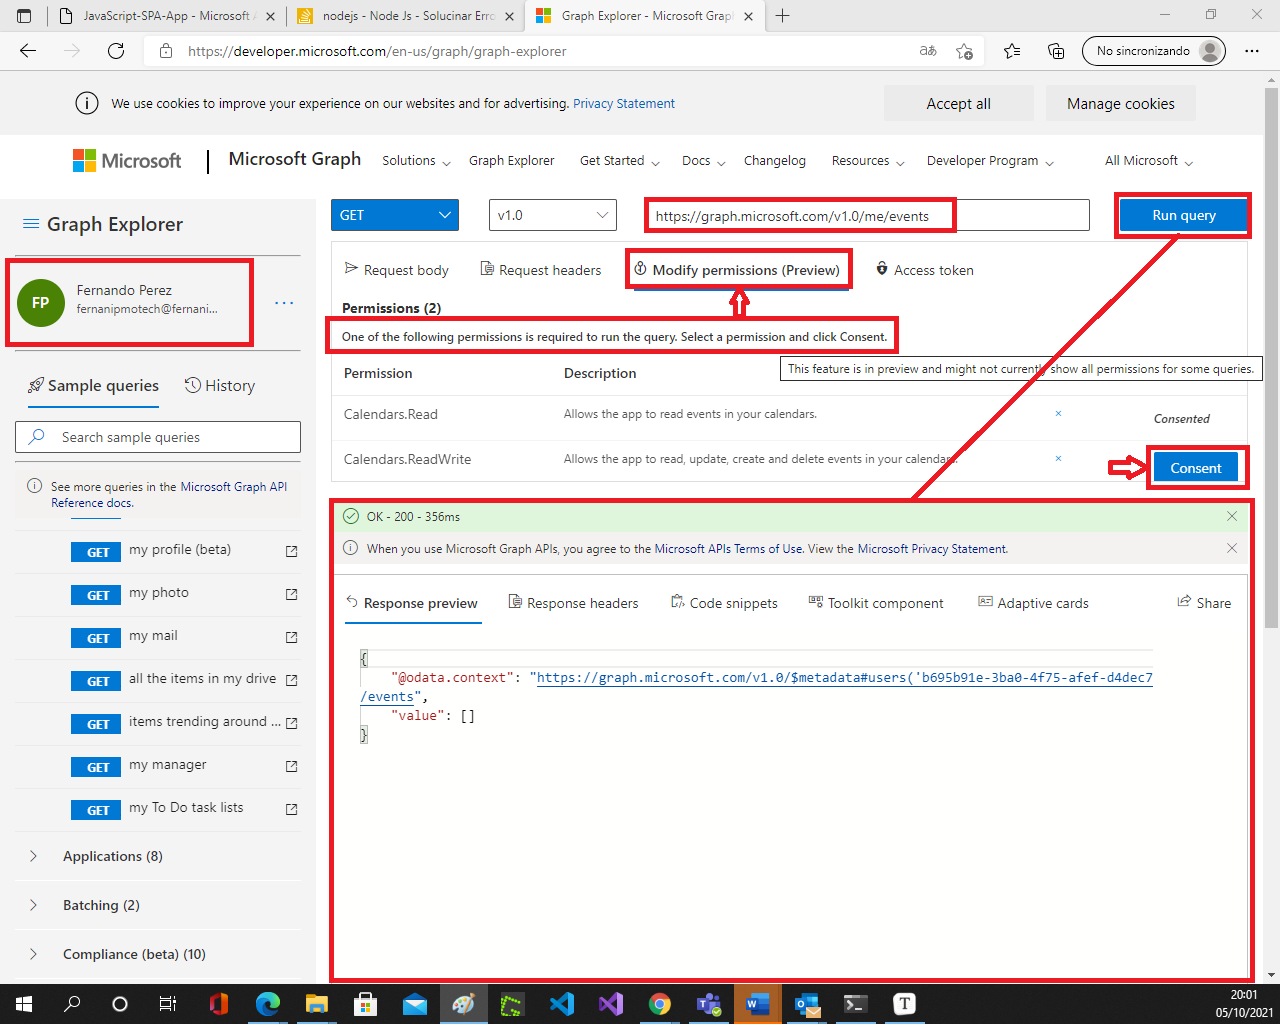 JavaScript-SPA-App - Microsoft A
nodejs - Node Js - Solucinar Erro
Graph Explorer - Microsoft Graph
https://developer.microsoft.com/en-us/graph/graph-explorer
No sincronizando
We use cookies to improve your experience on our websites and for advertising. Privacy Statement
Accept all
Manage cookies
Microsoft
Microsoft Graph
Solutions
Graph Explorer
Get Started
Docs
Changelog
Resources
Developer Program
All Microsoft
Graph Explorer
GET
v1.0
https://graph.microsoft.com/v1.0/me/events
Run query
FP
Fernando Perez
fernanipmotech@fernani...
Request body
Request headers
Modify permissions (Preview)
Access token
Permissions (2)
One of the following permissions is required to run the query. Select a permission and click Consent.
This feature is in preview and might not currently show all permissions for some queries.
Permission
Description
Calendars.Read
Allows the app to read events in your calendars.
Consented
Calendars.ReadWrite
Allows the app to read, update, create and delete events in your calendars.
Consent
Sample queries
History
Search sample queries
See more queries in the Microsoft Graph API
Reference docs.
GET my profile (beta)
GET my photo
GET my mail
GET all the items in my drive
GET items trending around ...
GET my manager
GET my To Do task lists
Applications (8)
Batching (2)
Compliance (beta) (10)
OK - 200 - 356ms
When you use Microsoft Graph APIs, you agree to the Microsoft APIs Terms of Use. View the Microsoft Privacy Statement.
Response preview
Response headers
Code snippets
Toolkit component
Adaptive cards
Share
{
"@odata.context": "https://graph.microsoft.com/v1.0/$metadata#users('b695b91e-3ba0-4f75-afef-d4dec7
/events",
"value": []
}
20:01
05/10/2021